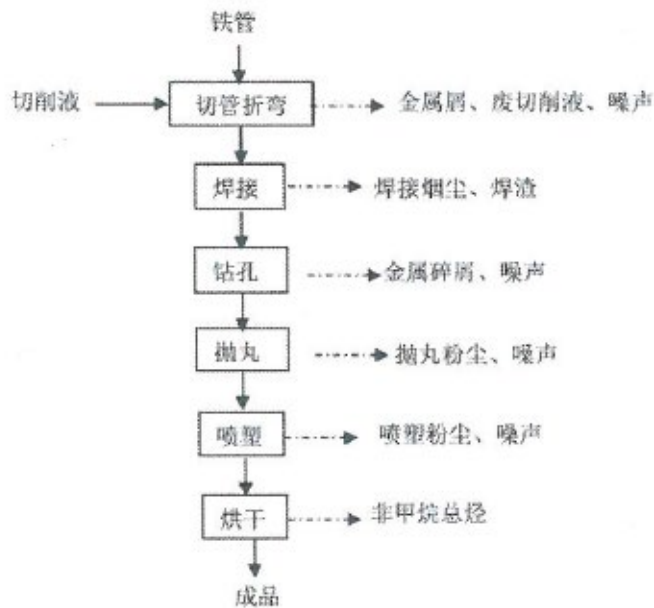 铁管
切削液 切管折弯 金属屑、废切削液、噪声
焊接 焊接烟尘、焊渣
钻孔 金属碎屑、噪声
抛丸 抛丸粉尘、噪声
喷塑 喷塑粉尘、噪声
烘干 非甲烷总烃
成品